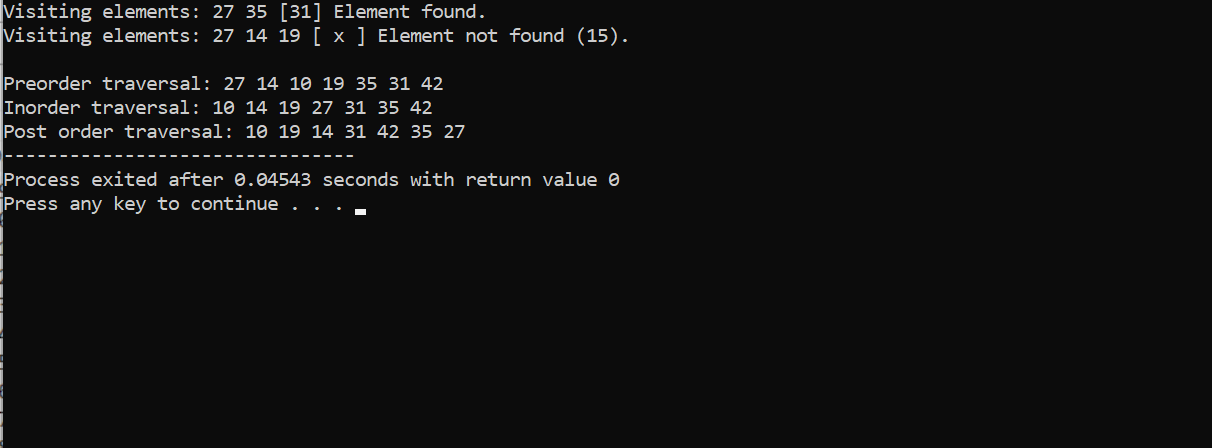 Visiting elements: 27 35 [31] Element found.
Visiting elements: 27 14 19 [ x ] Element not found (15).
Preorder traversal: 27 14 10 19 35 31 42
Inorder traversal: 10 14 19 27 31 35 42
Post order traversal: 10 19 14 31 42 35 27
--------------------------------
Process exited after 0.04543 seconds with return value 0
Press any key to continue . . .